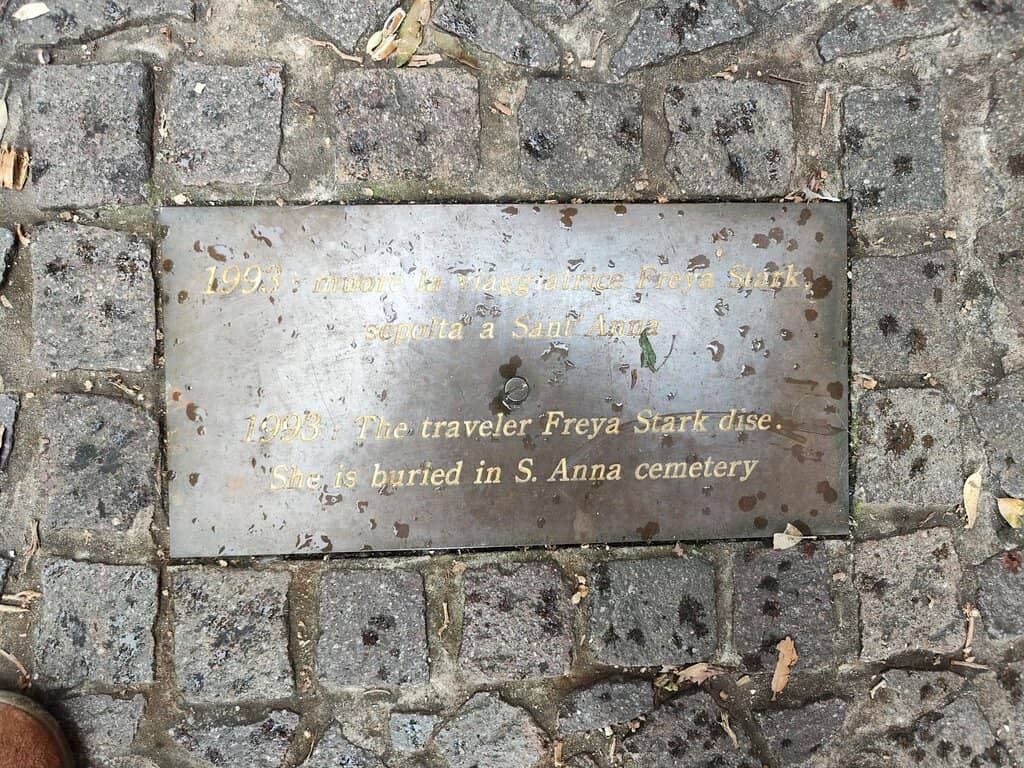 1993 : muore la viaggiatrice Freya Stark,
sepolta a Sant'Anna
1993 : The traveler Freya Stark dise.
She is buried in S. Anna cemetery